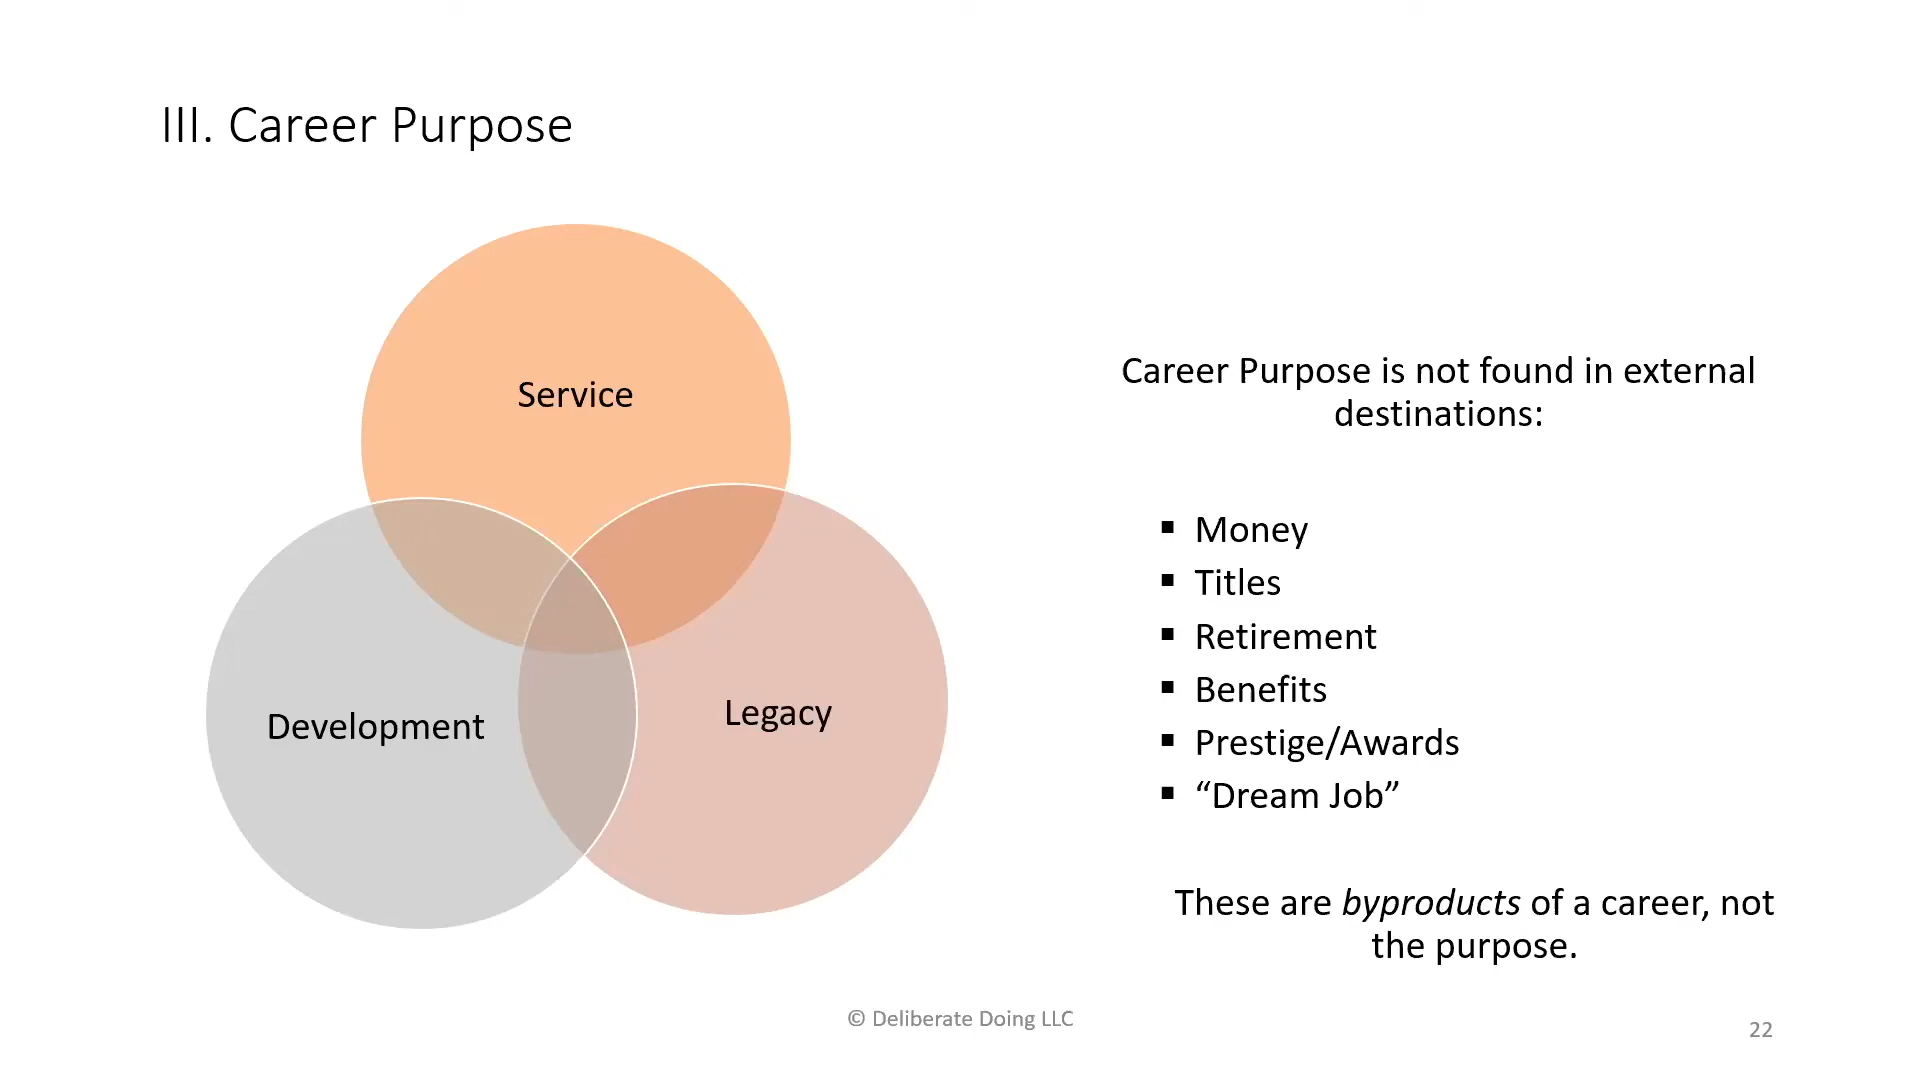 III. Career Purpose
Service
Development
Legacy
Career Purpose is not found in external
destinations:
▪ Money
▪ Titles
▪ Retirement
▪ Benefits
▪ Prestige/Awards
▪ “Dream Job”
These are byproducts of a career, not
the purpose.
© Deliberate Doing LLC
22